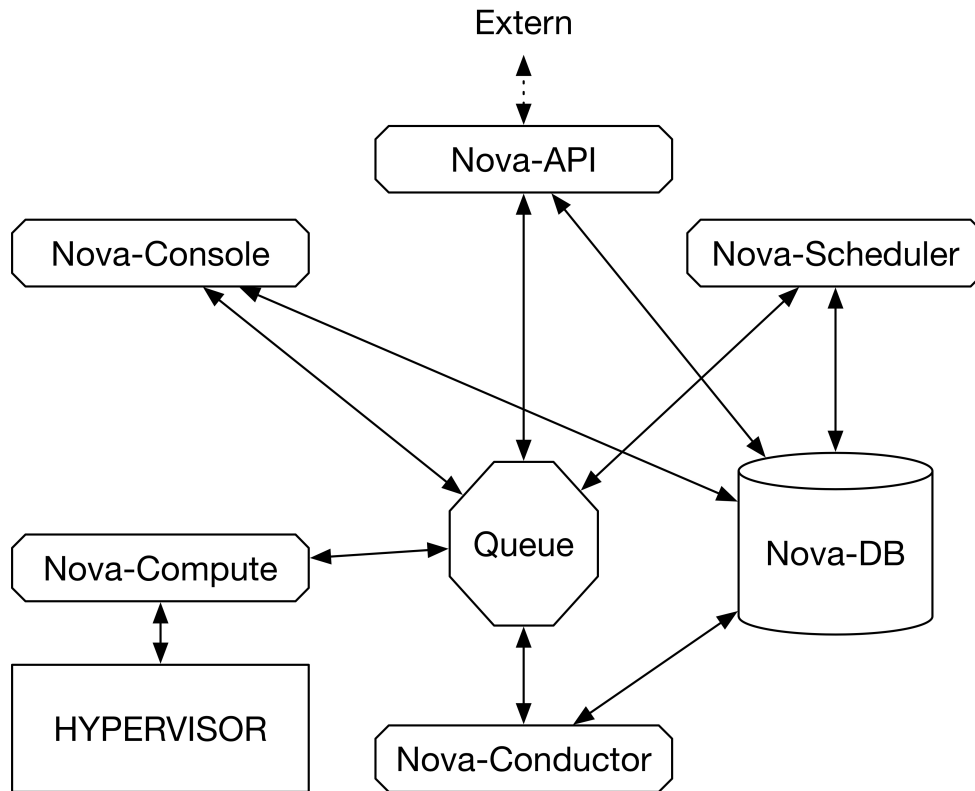 Extern
Nova-API
Nova-Console
Nova-Scheduler
Queue
Nova-DB
Nova-Compute
HYPERVISOR
Nova-Conductor